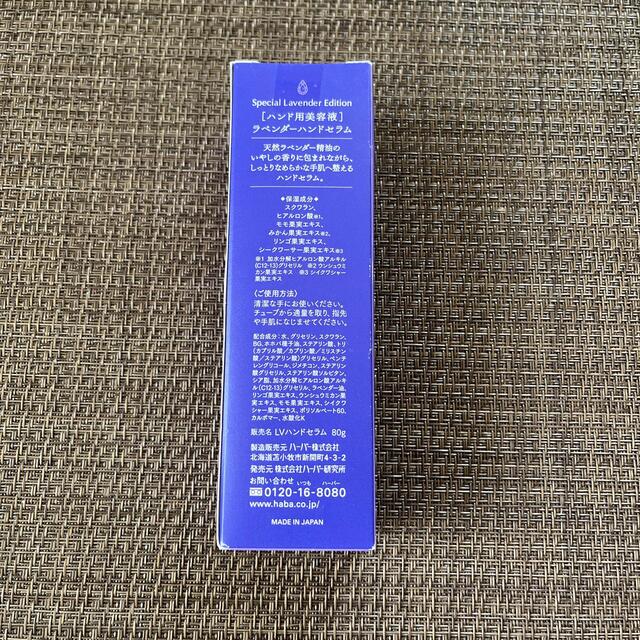 Special Lavender Edition
[ハンド用美容液]
ラベンダーハンドセラム
天然ラベンダー精油の
いやしの香りに包まれながら、
しっとりなめらかな手肌へ整える
ハンドセラム。
◆保湿成分◆
スクワラン、
ヒアルロン酸※1、
モモ果実エキス、
みかん果実エキス※2、
リンゴ果実エキス、
シークワーサー果実エキス※3
※1 加水分解ヒアルロン酸アルキル
(C12-13)グリセリル ※2 ウンシュウミ
カン果実エキス ※3 シイクワシャー
果実エキス
〈ご使用方法〉
清潔な手にお使いください。
チューブから適量を取り、指先
や手肌になじませてください。
配合成分：水、グリセリン、スクワラン、
BG、ホホバ種子油、ステアリン酸、トリ
(カプリル酸/カプリン酸/ミリスチン
酸/ステアリン酸)グリセリル、ペンチ
レングリコール、ジメチコン、ステアリン
酸グリセリル、ステアリン酸ソルビタン、
シア脂、加水分解ヒアルロン酸アルキ
ル(C12-13)グリセリル、ラベンダー油、
リンゴ果実エキス、ウンシュウミカン果
実エキス、モモ果実エキス、シイクワ
シャー果実エキス、ポリソルベート60、
カルボマー、水酸化K
販売名 LVハンドセラム 80g
製造販売元 ハーバー株式会社
北海道苫小牧市新開町4-3-2
発売元 株式会社ハーバー研究所
お問い合わせ いつも ハーバー
0120-16-8080
www.haba.co.jp/
MADE IN JAPAN